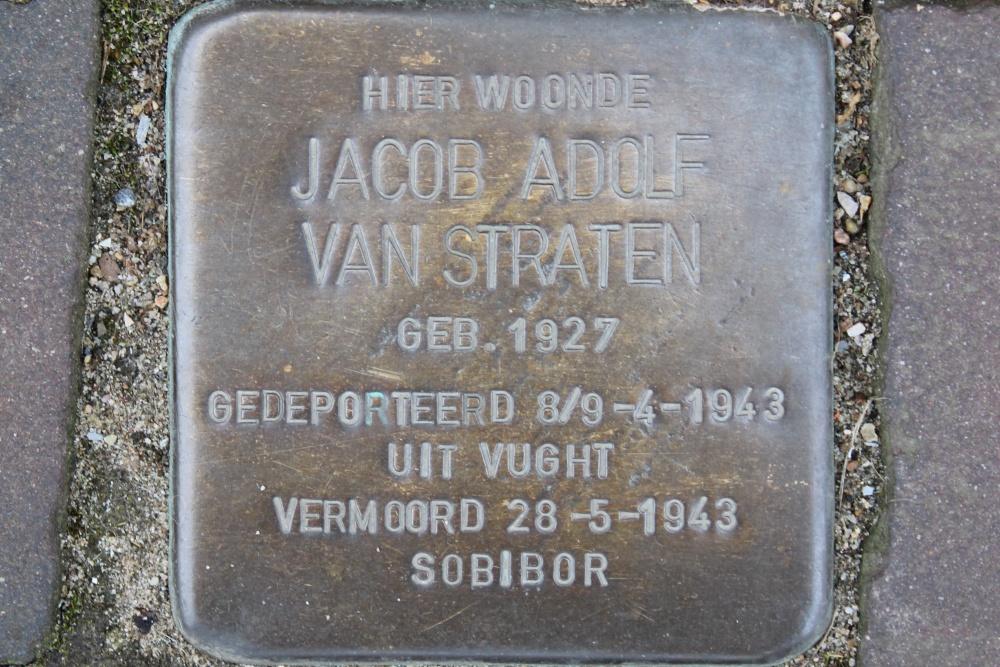 HIER WOONDE
JACOB ADOLF
VAN STRATEN
GEB. 1927
GEDEPORTEERD 8/9-4-1943
UIT VUGHT
VERMOORD 28-5-1943
SOBIBOR